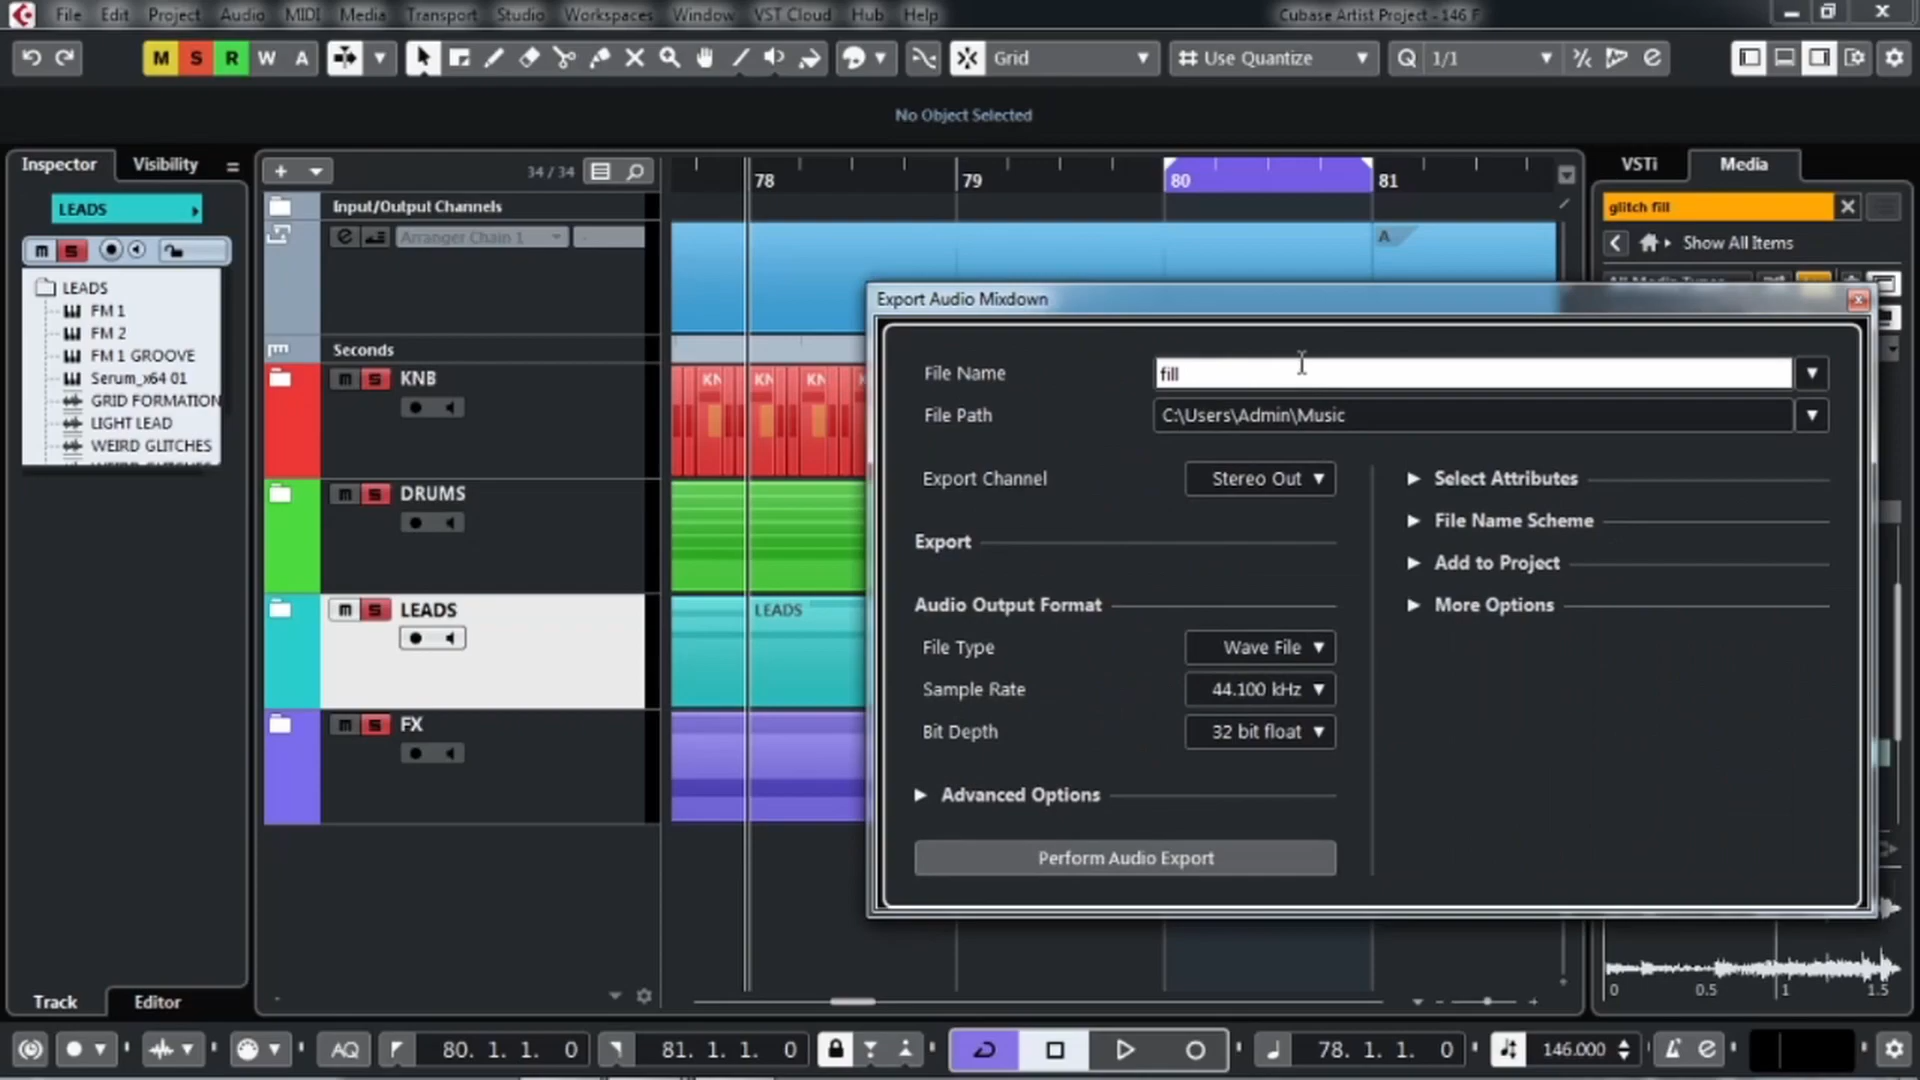 File Edit Project Audio MIDI Media Transport Studio Workspaces Window VST Cloud Hub Help Cubase Artist Project - 146 F
M S R W A Grid Use Quantize Q 1/1
No Object Selected
Inspector Visibility
34 / 34
78 79 80 81
VSTi Media
LEADS
Input/Output Channels
glitch fill
e Arranger Chain 1
A
Show All Items
m S
LEADS
FM 1
FM 2
FM 1 GROOVE
Serum_x64 01
GRID FORMATION
LIGHT LEAD
WEIRD GLITCHES
Seconds
m S KNB
KN KN KN
m S DRUMS
m S LEADS
LEADS
m S FX
Export Audio Mixdown
File Name fill
File Path C:\Users\Admin\Music
Export Channel Stereo Out
Select Attributes
File Name Scheme
Export
Add to Project
Audio Output Format
More Options
File Type Wave File
Sample Rate 44.100 kHz
Bit Depth 32 bit float
Advanced Options
Perform Audio Export
0 0.5 1 1.5
Track Editor
AQ 80. 1. 1. 0 81. 1. 1. 0 78. 1. 1. 0 146.000